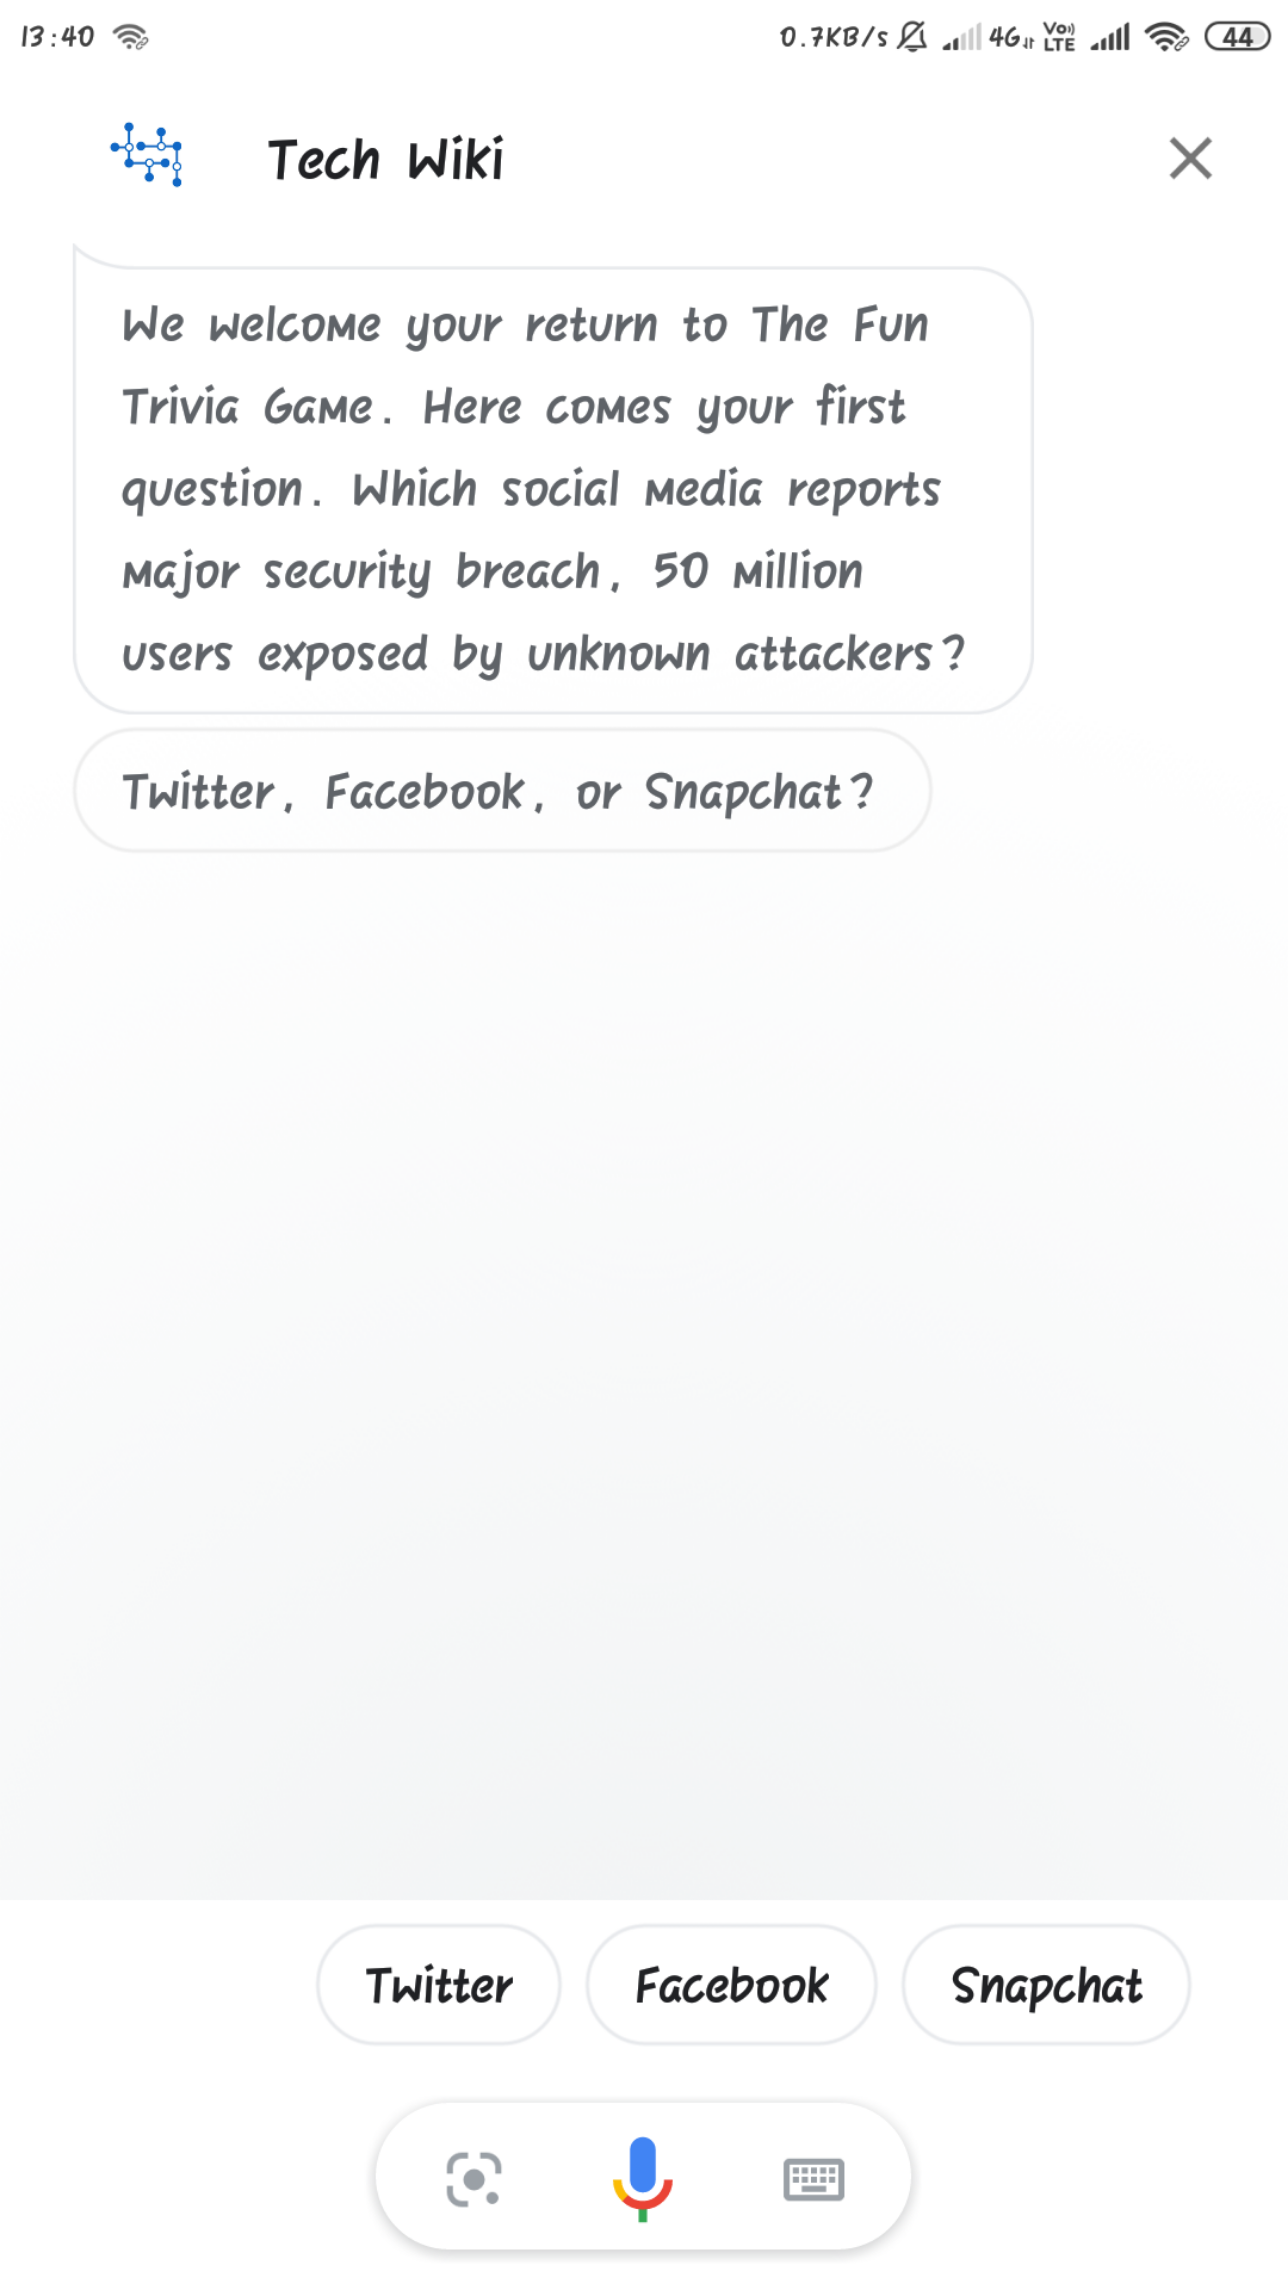 13:40
0.7KB/s 4G Vo)) LTE 44
Tech Wiki
We welcome your return to The Fun
Trivia Game. Here comes your first
question. Which social media reports
major security breach, 50 million
users exposed by unknown attackers?
Twitter, Facebook, or Snapchat?
Twitter Facebook Snapchat